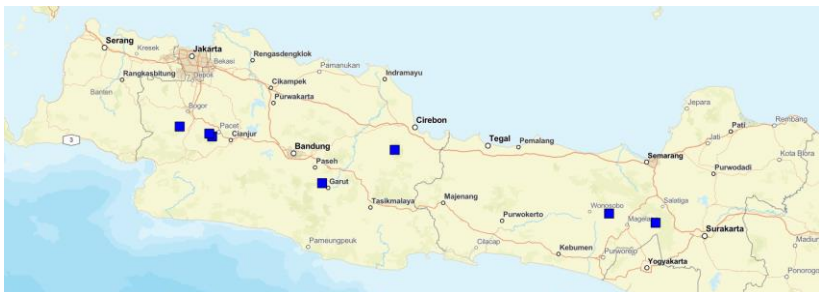 Serang
Kresek
Jakarta
Rengasdengklok
Bekasi
Pamanukan
Rangkasbitung
Depok
Indramayu
Cikampek
Banten
Purwakarta
Jepara
Bogor
Pacet
Cirebon
Pati
Rembang
3
Cianjur
Tegal
Pemalang
Jati
Bandung
Semarang
Kota Blora
Paseh
Purwodadi
Garut
Salatiga
Tasikmalaya
Majenang
Wonosobo
Purwokerto
Magelang
Surakarta
Pameungpeuk
Cilacap
Kebumen
Purworejo
Madiun
Yogyakarta
Ponorogo